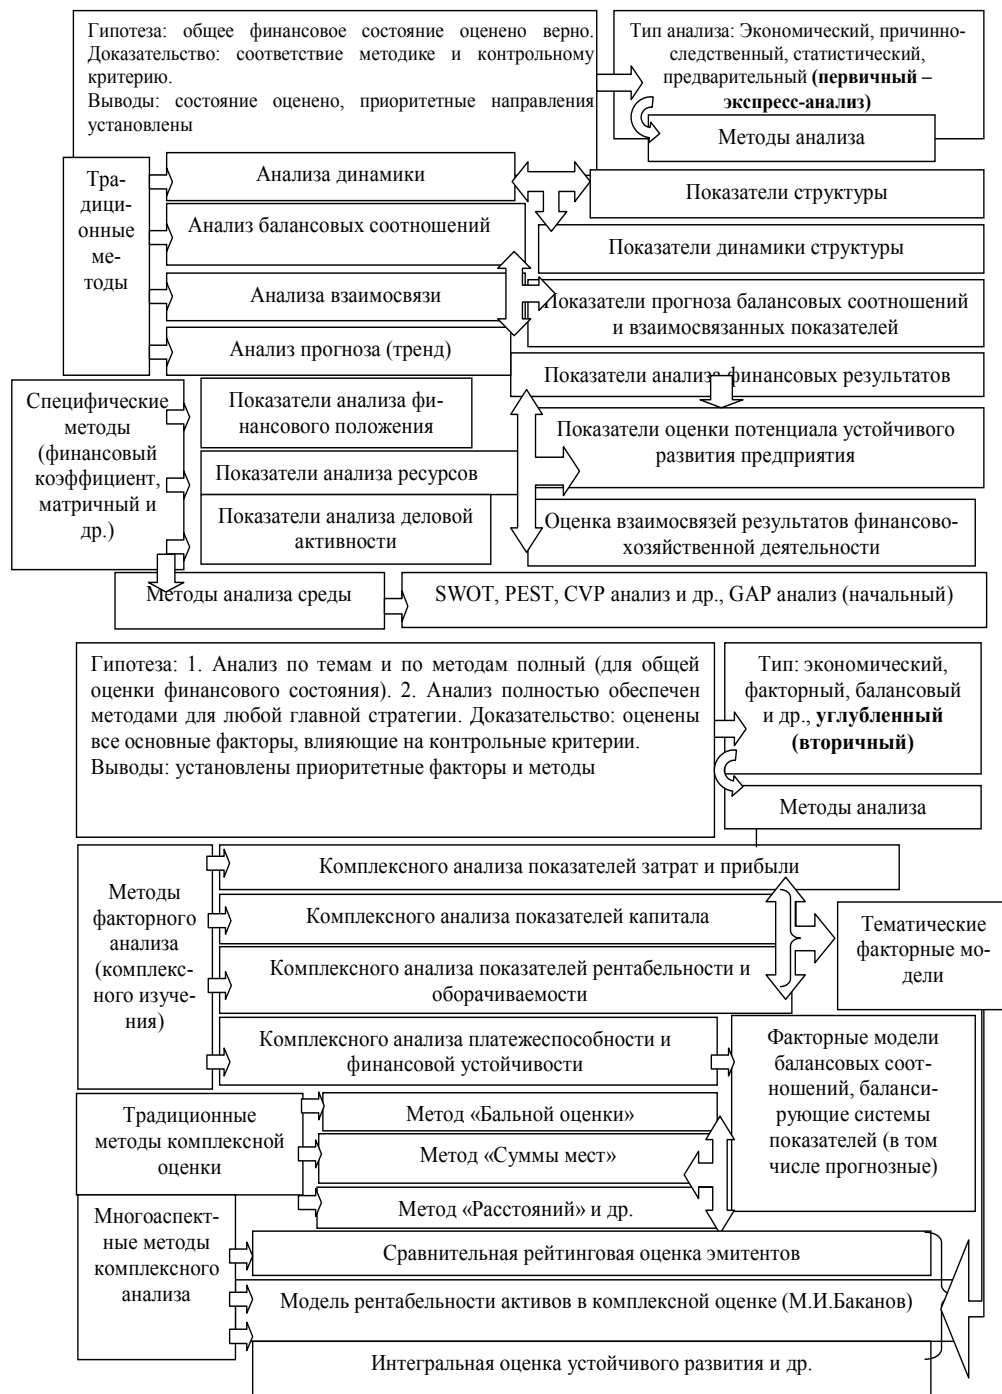 Гипотеза: общее финансовое состояние оценено верно.
Доказательство: соответствие методике и контрольному
критерию.
Выводы: состояние оценено, приоритетные направления
установлены
Тип анализа: Экономический, причинно-
следственный, статистический,
предварительный (первичный –
экспресс-анализ)
Методы анализа
Тра-
дици-
онные
ме-
тоды
Анализа динамики
Показатели структуры
Анализ балансовых соотношений
Показатели динамики структуры
Анализа взаимосвязи
Показатели прогноза балансовых соотношений
и взаимосвязанных показателей
Анализ прогноза (тренд)
Показатели анализа финансовых результатов
Специфические
методы
(финансовый
коэффициент,
матричный и
др.)
Показатели анализа фи-
нансового положения
Показатели оценки потенциала устойчивого
развития предприятия
Показатели анализа ресурсов
Показатели анализа деловой
активности
Оценка взаимосвязей результатов финансово-
хозяйственной деятельности
Методы анализа среды
SWOT, PEST, CVP анализ и др., GAP анализ (начальный)
Гипотеза: 1. Анализ по темам и по методам полный (для общей
оценки финансового состояния). 2. Анализ полностью обеспечен
методами для любой главной стратегии. Доказательство: оценены
все основные факторы, влияющие на контрольные критерии.
Выводы: установлены приоритетные факторы и методы
Тип: экономический,
факторный, балансовый
и др., углубленный
(вторичный)
Методы анализа
Методы
факторного
анализа
(комплекс-
ного изуче-
ния)
Комплексного анализа показателей затрат и прибыли
Комплексного анализа показателей капитала
Комплексного анализа показателей рентабельности и
оборачиваемости
Комплексного анализа платежеспособности и
финансовой устойчивости
Тематические
факторные мо-
дели
Факторные модели
балансовых соот-
ношений, баланси-
рующие системы
показателей (в том
числе прогнозные)
Традиционные
методы комплексной
оценки
Метод «Бальной оценки»
Метод «Суммы мест»
Метод «Расстояний» и др.
Многоаспект-
ные методы
комплексного
анализа
Сравнительная рейтинговая оценка эмитентов
Модель рентабельности активов в комплексной оценке (М.И.Баканов)
Интегральная оценка устойчивого развития и др.